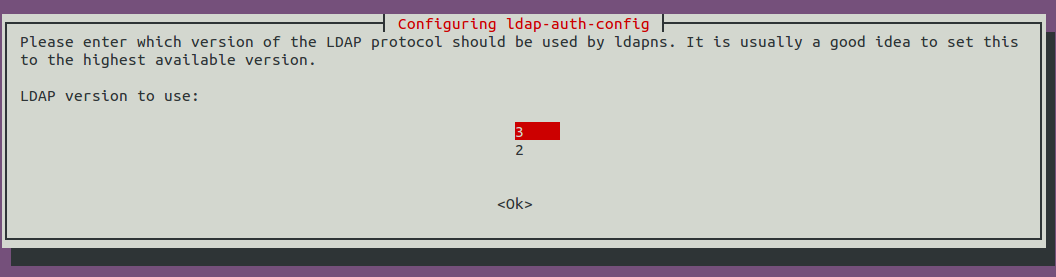 Configuring ldap-auth-config
Please enter which version of the LDAP protocol should be used by ldapns. It is usually a good idea to set this
to the highest available version.
LDAP version to use:
3
2
<Ok>